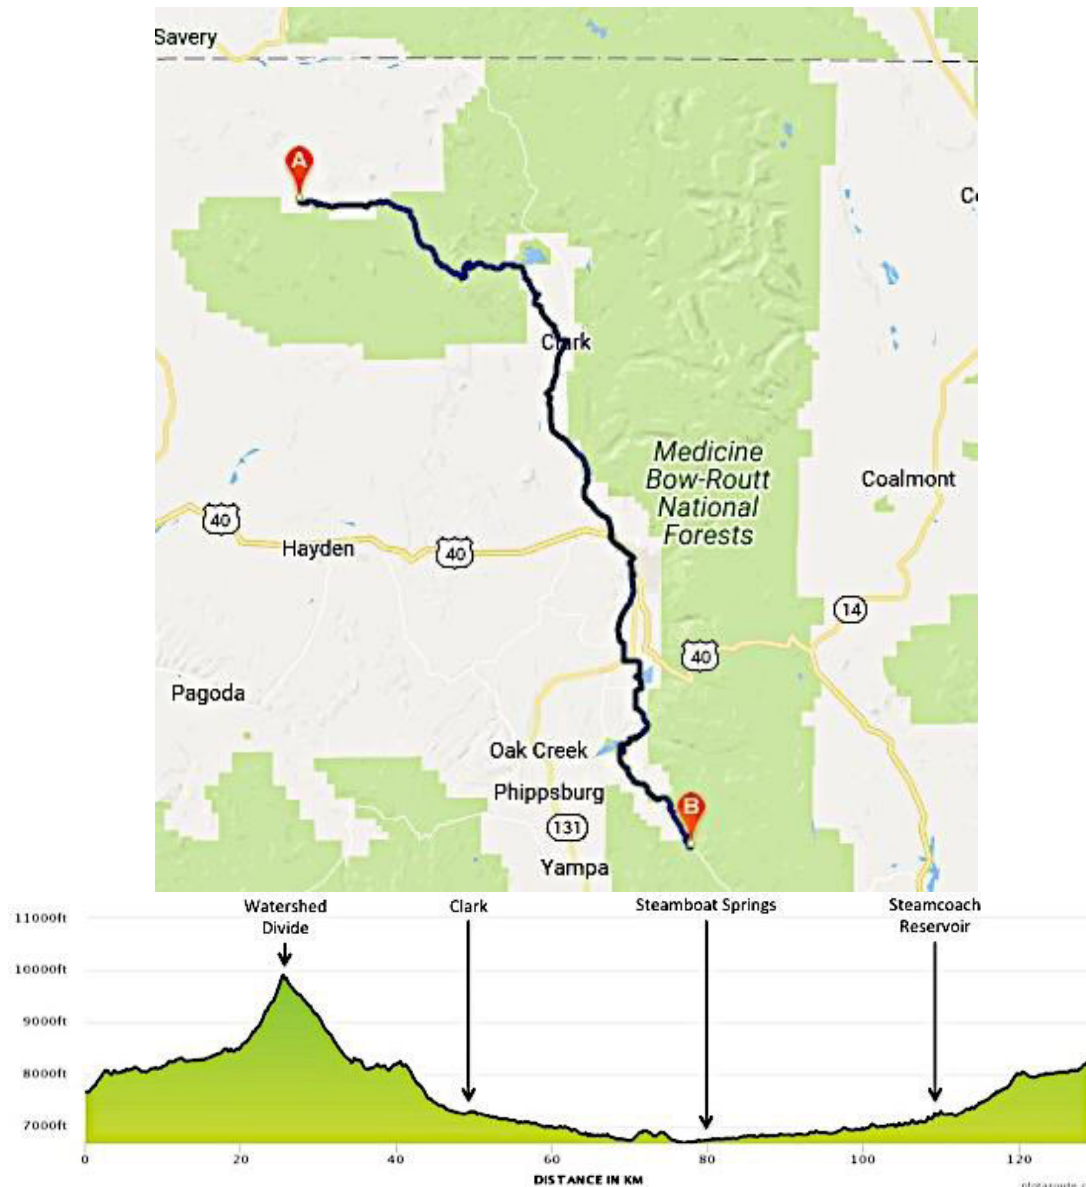 Savery
A
Co
Clark
Medicine
Bow-Routt
National
Forests
Coalmont
40
Hayden
40
14
40
Pagoda
Oak Creek
Phippsburg
B
131
Yampa
Watershed
Divide
Clark
Steamboat Springs
Steamcoach
Reservoir
11000ft
10000ft
9000ft
8000ft
7000ft
0
20
40
60
80
100
120
DISTANCE IN KM